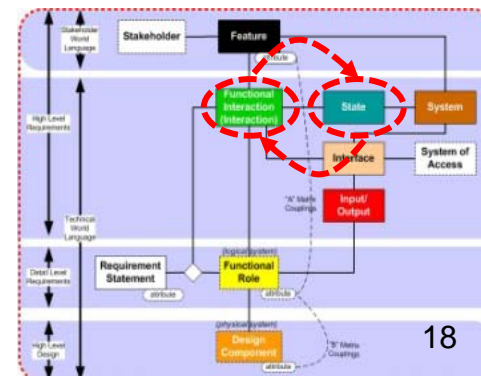 Stakeholder
World
Language
Stakeholder
Feature
attribute
High Level
Requirements
Functional
Interaction
(Interaction)
State
System
Interface
System of
Access
Technical
World
Language
"A" Matrix
Couplings
Input/
Output
Detail Level
Requirements
Requirement
Statement
attribute
(logical system)
Functional
Role
attribute
High Level
Design
(physical system)
Design
Component
attribute
"B" Matrix
Couplings
18